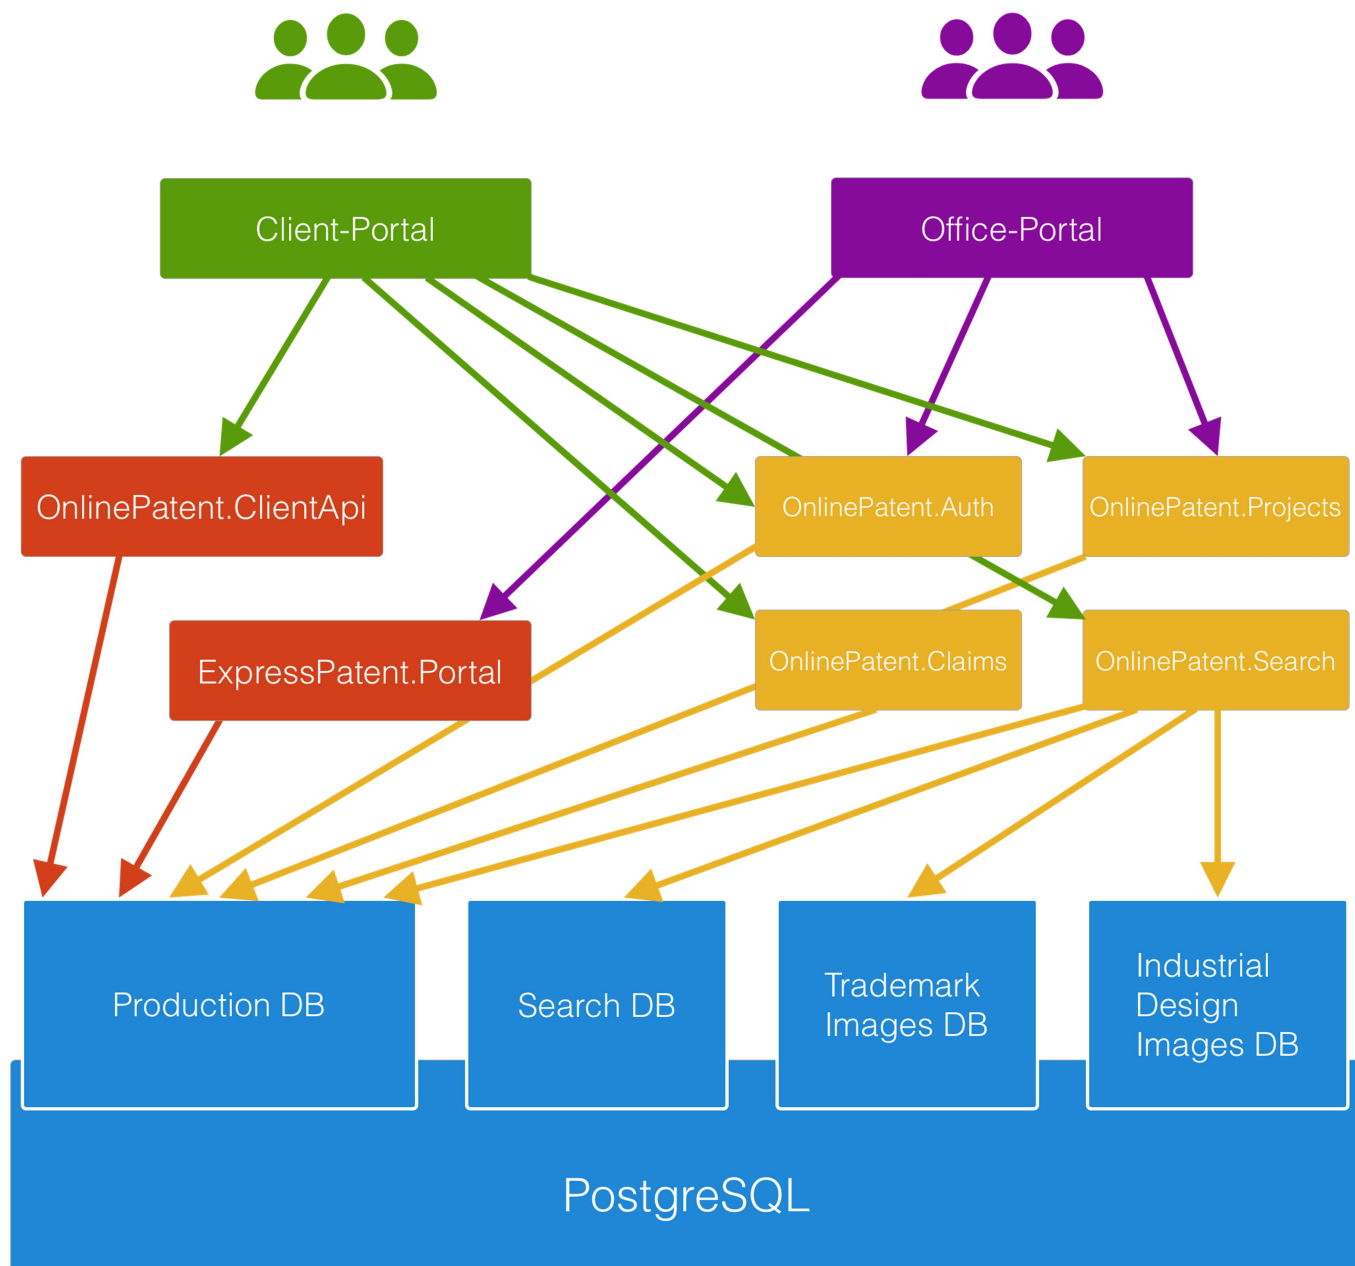 Client-Portal
Office-Portal
OnlinePatent.ClientApi
OnlinePatent.Auth
OnlinePatent.Projects
ExpressPatent.Portal
OnlinePatent.Claims
OnlinePatent.Search
Production DB
Search DB
Trademark
Images DB
Industrial
Design
Images DB
PostgreSQL